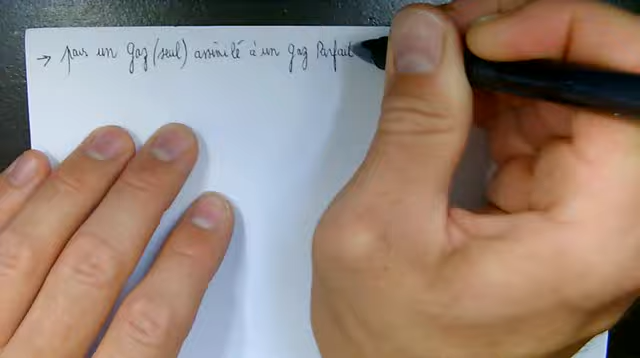 → pour un gaz (seul) assimilé à un gaz Parfait